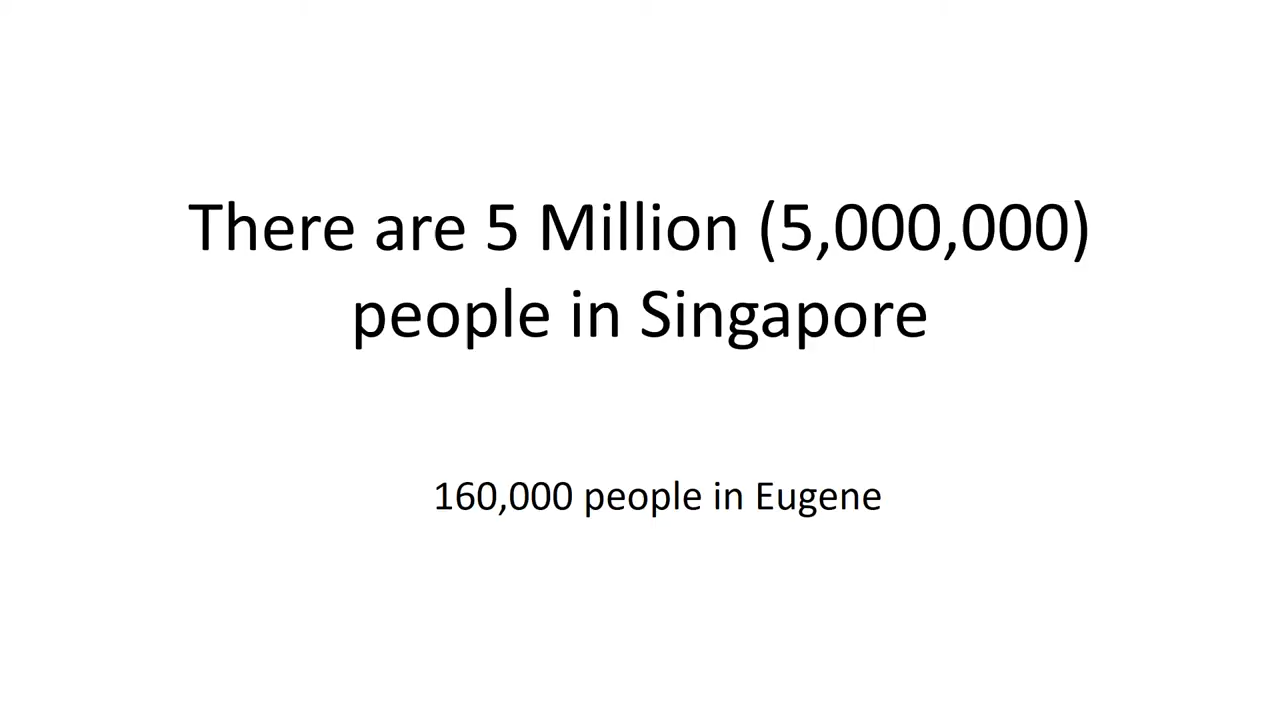 There are 5 Million (5,000,000)
people in Singapore
160,000 people in Eugene